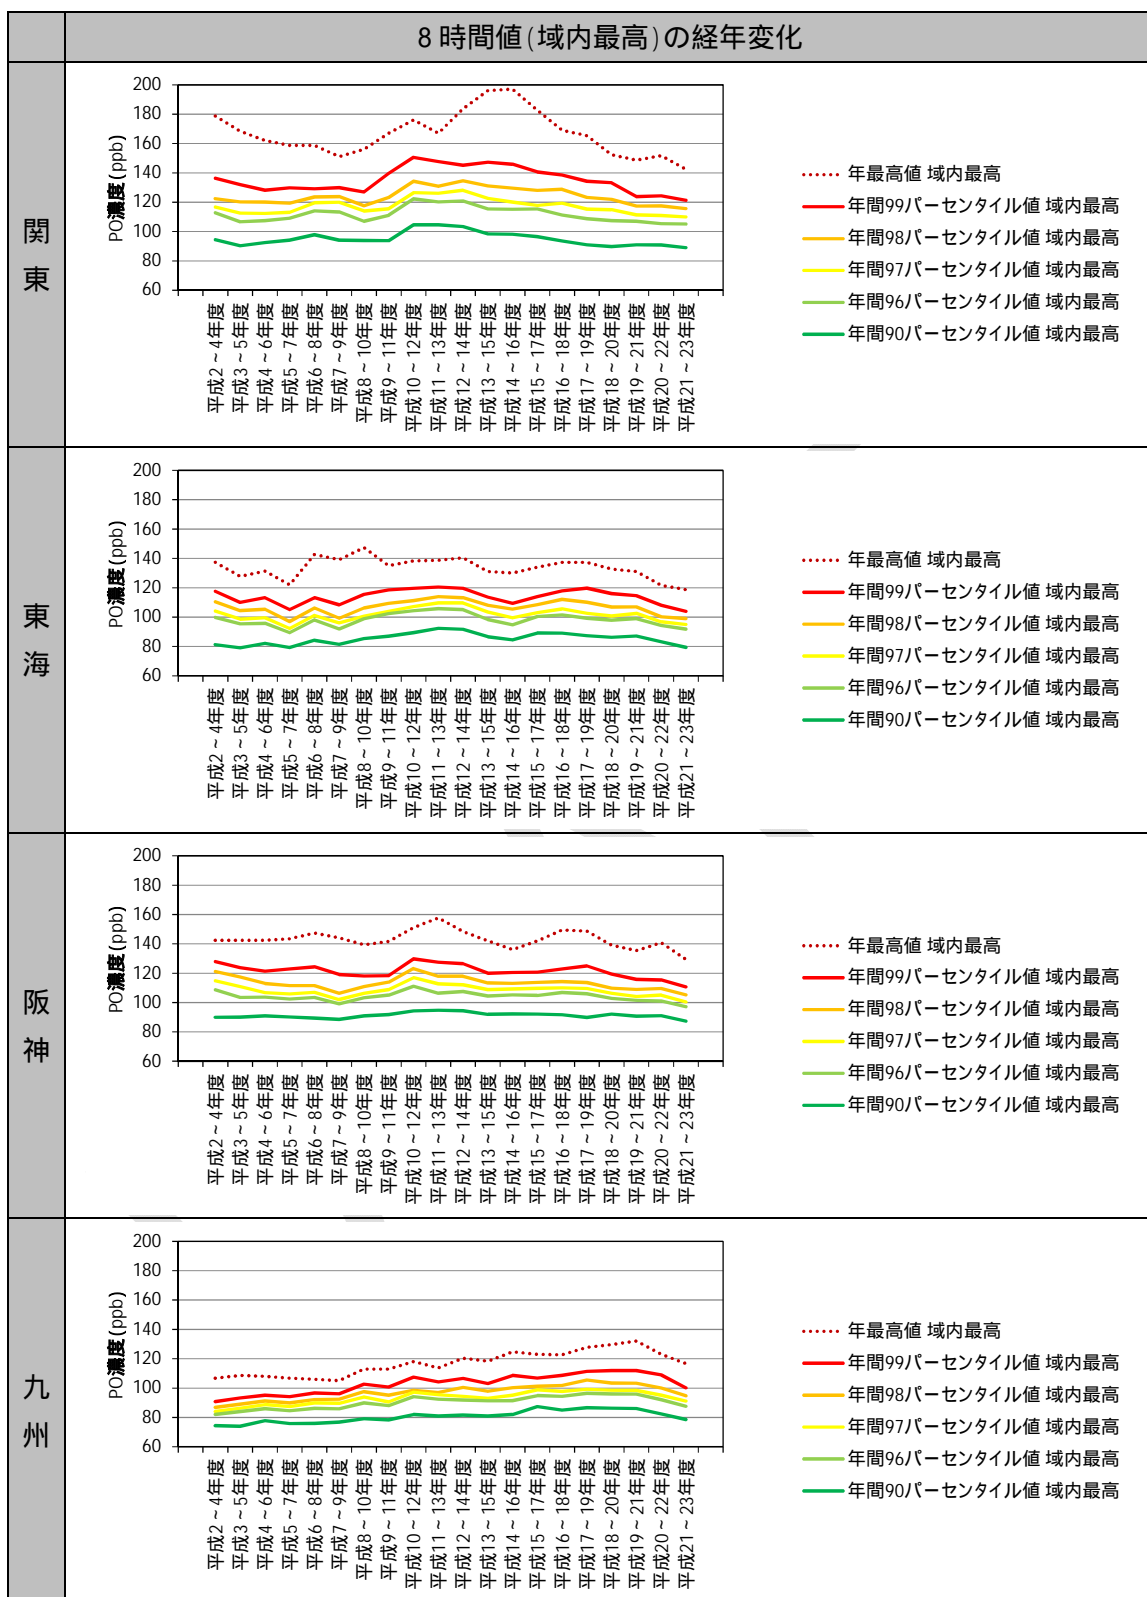 8時間値(域内最高)の経年変化
関東
PO濃度(ppb)
200
180
160
140
120
100
80
60
平成2～4年度
平成3～5年度
平成4～6年度
平成5～7年度
平成6～8年度
平成7～9年度
平成8～10年度
平成9～11年度
平成10～12年度
平成11～13年度
平成12～14年度
平成13～15年度
平成14～16年度
平成15～17年度
平成16～18年度
平成17～19年度
平成18～20年度
平成19～21年度
平成20～22年度
平成21～23年度
年最高値 域内最高
年間99パーセンタイル値 域内最高
年間98パーセンタイル値 域内最高
年間97パーセンタイル値 域内最高
年間96パーセンタイル値 域内最高
年間90パーセンタイル値 域内最高
東海
PO濃度(ppb)
200
180
160
140
120
100
80
60
平成2～4年度
平成3～5年度
平成4～6年度
平成5～7年度
平成6～8年度
平成7～9年度
平成8～10年度
平成9～11年度
平成10～12年度
平成11～13年度
平成12～14年度
平成13～15年度
平成14～16年度
平成15～17年度
平成16～18年度
平成17～19年度
平成18～20年度
平成19～21年度
平成20～22年度
平成21～23年度
年最高値 域内最高
年間99パーセンタイル値 域内最高
年間98パーセンタイル値 域内最高
年間97パーセンタイル値 域内最高
年間96パーセンタイル値 域内最高
年間90パーセンタイル値 域内最高
阪神
PO濃度(ppb)
200
180
160
140
120
100
80
60
平成2～4年度
平成3～5年度
平成4～6年度
平成5～7年度
平成6～8年度
平成7～9年度
平成8～10年度
平成9～11年度
平成10～12年度
平成11～13年度
平成12～14年度
平成13～15年度
平成14～16年度
平成15～17年度
平成16～18年度
平成17～19年度
平成18～20年度
平成19～21年度
平成20～22年度
平成21～23年度
年最高値 域内最高
年間99パーセンタイル値 域内最高
年間98パーセンタイル値 域内最高
年間97パーセンタイル値 域内最高
年間96パーセンタイル値 域内最高
年間90パーセンタイル値 域内最高
九州
PO濃度(ppb)
200
180
160
140
120
100
80
60
平成2～4年度
平成3～5年度
平成4～6年度
平成5～7年度
平成6～8年度
平成7～9年度
平成8～10年度
平成9～11年度
平成10～12年度
平成11～13年度
平成12～14年度
平成13～15年度
平成14～16年度
平成15～17年度
平成16～18年度
平成17～19年度
平成18～20年度
平成19～21年度
平成20～22年度
平成21～23年度
年最高値 域内最高
年間99パーセンタイル値 域内最高
年間98パーセンタイル値 域内最高
年間97パーセンタイル値 域内最高
年間96パーセンタイル値 域内最高
年間90パーセンタイル値 域内最高